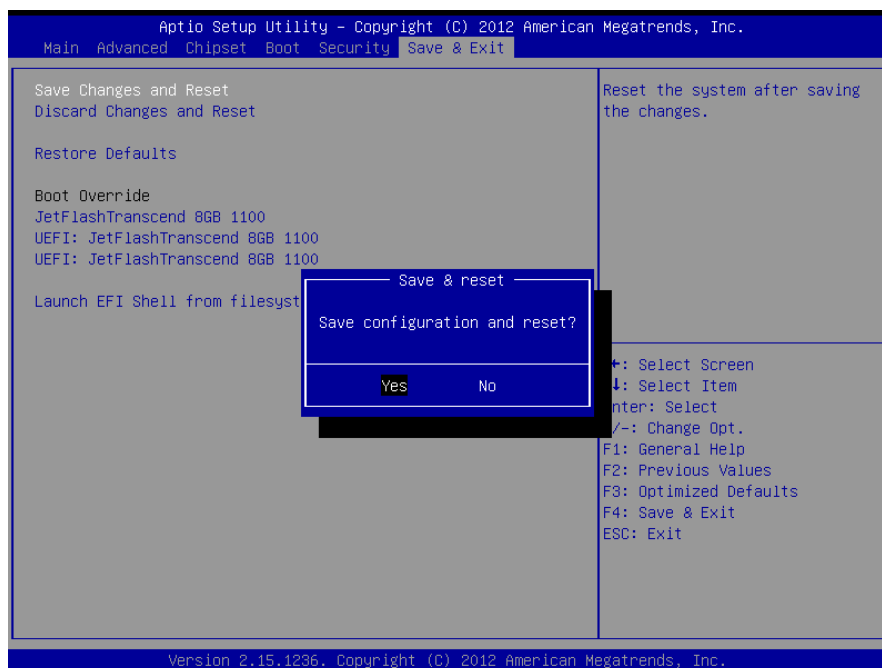 Aptio Setup Utility – Copyright (C) 2012 American Megatrends, Inc.
Main Advanced Chipset Boot Security Save & Exit
Save Changes and Reset
Discard Changes and Reset
Restore Defaults
Boot Override
JetFlashTranscend 8GB 1100
UEFI: JetFlashTranscend 8GB 1100
UEFI: JetFlashTranscend 8GB 1100
Launch EFI Shell from filesyst
Save & reset
Save configuration and reset?
Yes No
Reset the system after saving
the changes.
←: Select Screen
↓: Select Item
nter: Select
/-: Change Opt.
F1: General Help
F2: Previous Values
F3: Optimized Defaults
F4: Save & Exit
ESC: Exit
Version 2.15.1236. Copyright (C) 2012 American Megatrends, Inc.